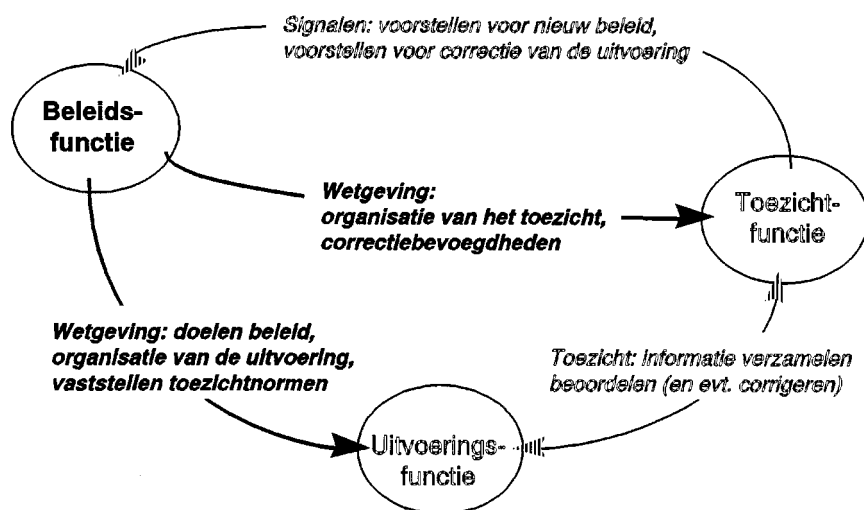 Signalen: voorstellen voor nieuw beleid,
voorstellen voor correctie van de uitvoering
Beleids-
functie
Wetgeving:
organisatie van het toezicht,
correctiebevoegdheden
Toezicht-
functie
Wetgeving: doelen beleid,
organisatie van de uitvoering,
vaststellen toezichtnormen
Toezicht: informatie verzamelen
beoordelen (en evt. corrigeren)
Uitvoerings-
functie